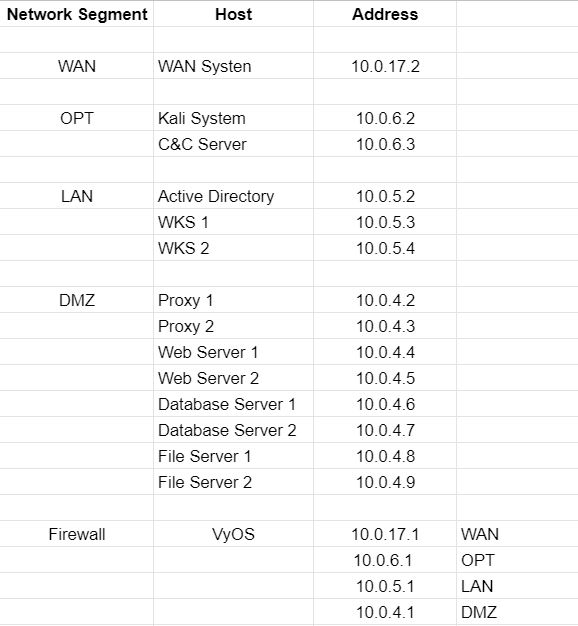 Network Segment Host Address
WAN WAN Systen 10.0.17.2
OPT Kali System 10.0.6.2
C&C Server 10.0.6.3
LAN Active Directory 10.0.5.2
WKS 1 10.0.5.3
WKS 2 10.0.5.4
DMZ Proxy 1 10.0.4.2
Proxy 2 10.0.4.3
Web Server 1 10.0.4.4
Web Server 2 10.0.4.5
Database Server 1 10.0.4.6
Database Server 2 10.0.4.7
File Server 1 10.0.4.8
File Server 2 10.0.4.9
Firewall VyOS 10.0.17.1 WAN
10.0.6.1 OPT
10.0.5.1 LAN
10.0.4.1 DMZ